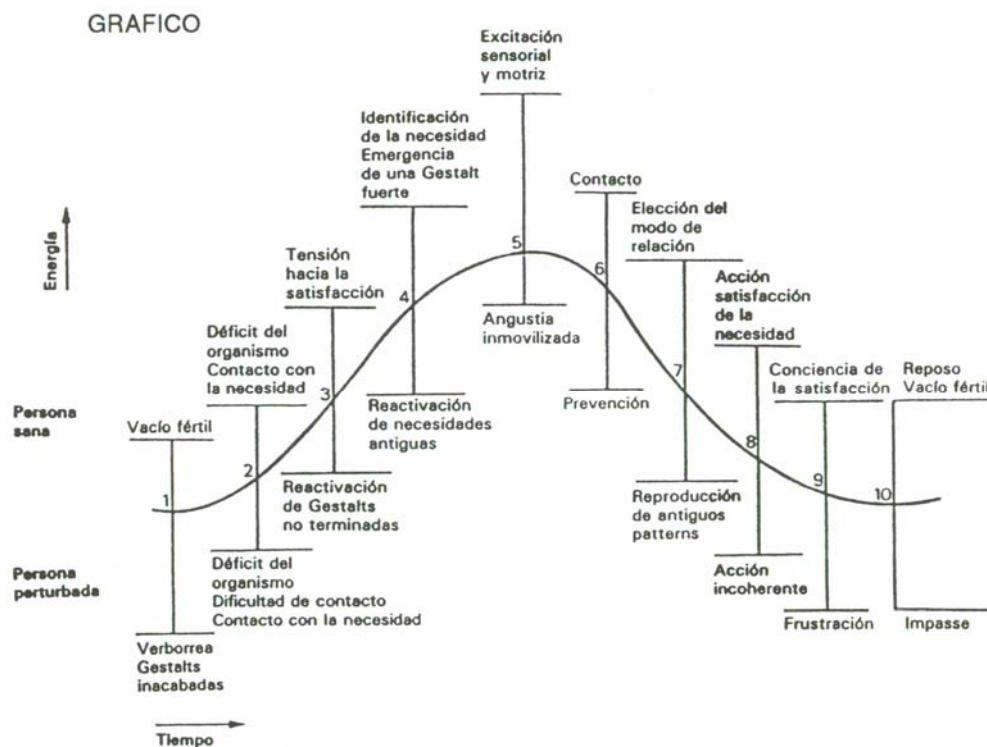 GRAFICO
Excitación
sensorial
y motriz
Identificación
de la necesidad
Emergencia
de una Gestalt
fuerte
Contacto
Elección del
modo de
relación
Energía
Tensión
hacia la
satisfacción
Acción
satisfacción
de la
necesidad
Déficit del
organismo
Contacto con
la necesidad
Conciencia de
la satisfacción
Reposo
Vacío fértil
Persona
sana
Vacío fértil
1
2
3
4
5
6
7
8
9
10
Angustia
inmovilizada
Prevención
Reactivación
de necesidades
antiguas
Reactivación
de Gestalts
no terminadas
Reproducción
de antiguos
patterns
Persona
perturbada
Déficit del
organismo
Dificultad de contacto
Contacto con la necesidad
Acción
incoherente
Frustración
Impasse
Verborrea
Gestalts
inacabadas
Tiempo